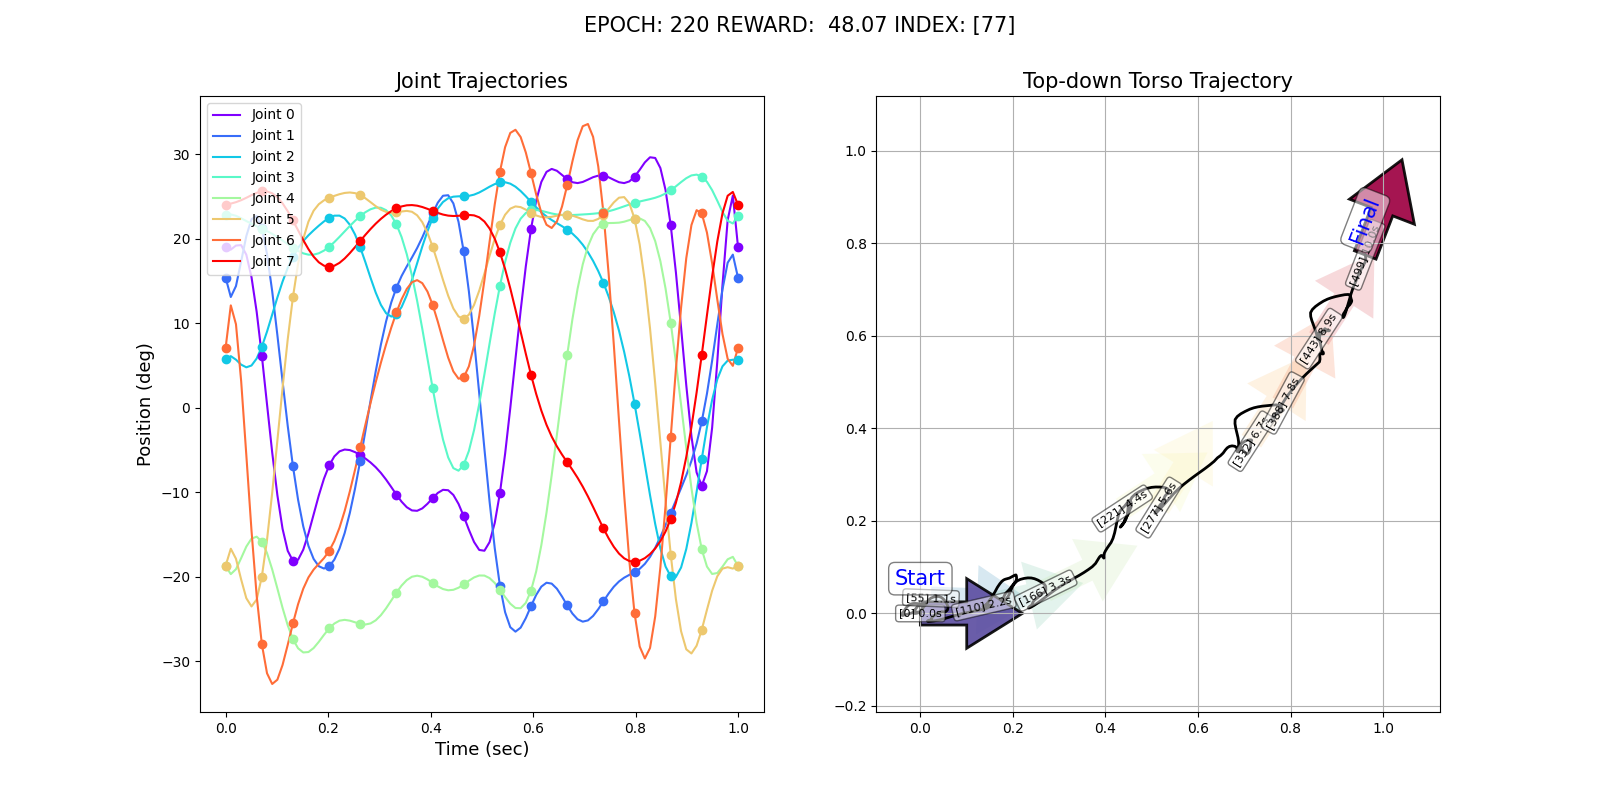 EPOCH: 220 REWARD:  48.07 INDEX: [77]
Joint Trajectories
Joint 0
Joint 1
Joint 2
Joint 3
Joint 4
Joint 5
Joint 6
Joint 7
30
20
10
0
−10
−20
−30
Position (deg)
0.0
0.2
0.4
0.6
0.8
1.0
Time (sec)
Top-down Torso Trajectory
1.0
0.8
0.6
0.4
0.2
0.0
−0.2
0.0
0.2
0.4
0.6
0.8
1.0
Start
[0] 0.0s
[55] 1.1s
[110] 2.2s
[166] 3.3s
[221] 4.4s
[277] 5.6s
[332] 6.7s
[388] 7.8s
[443] 8.9s
[499]
Final